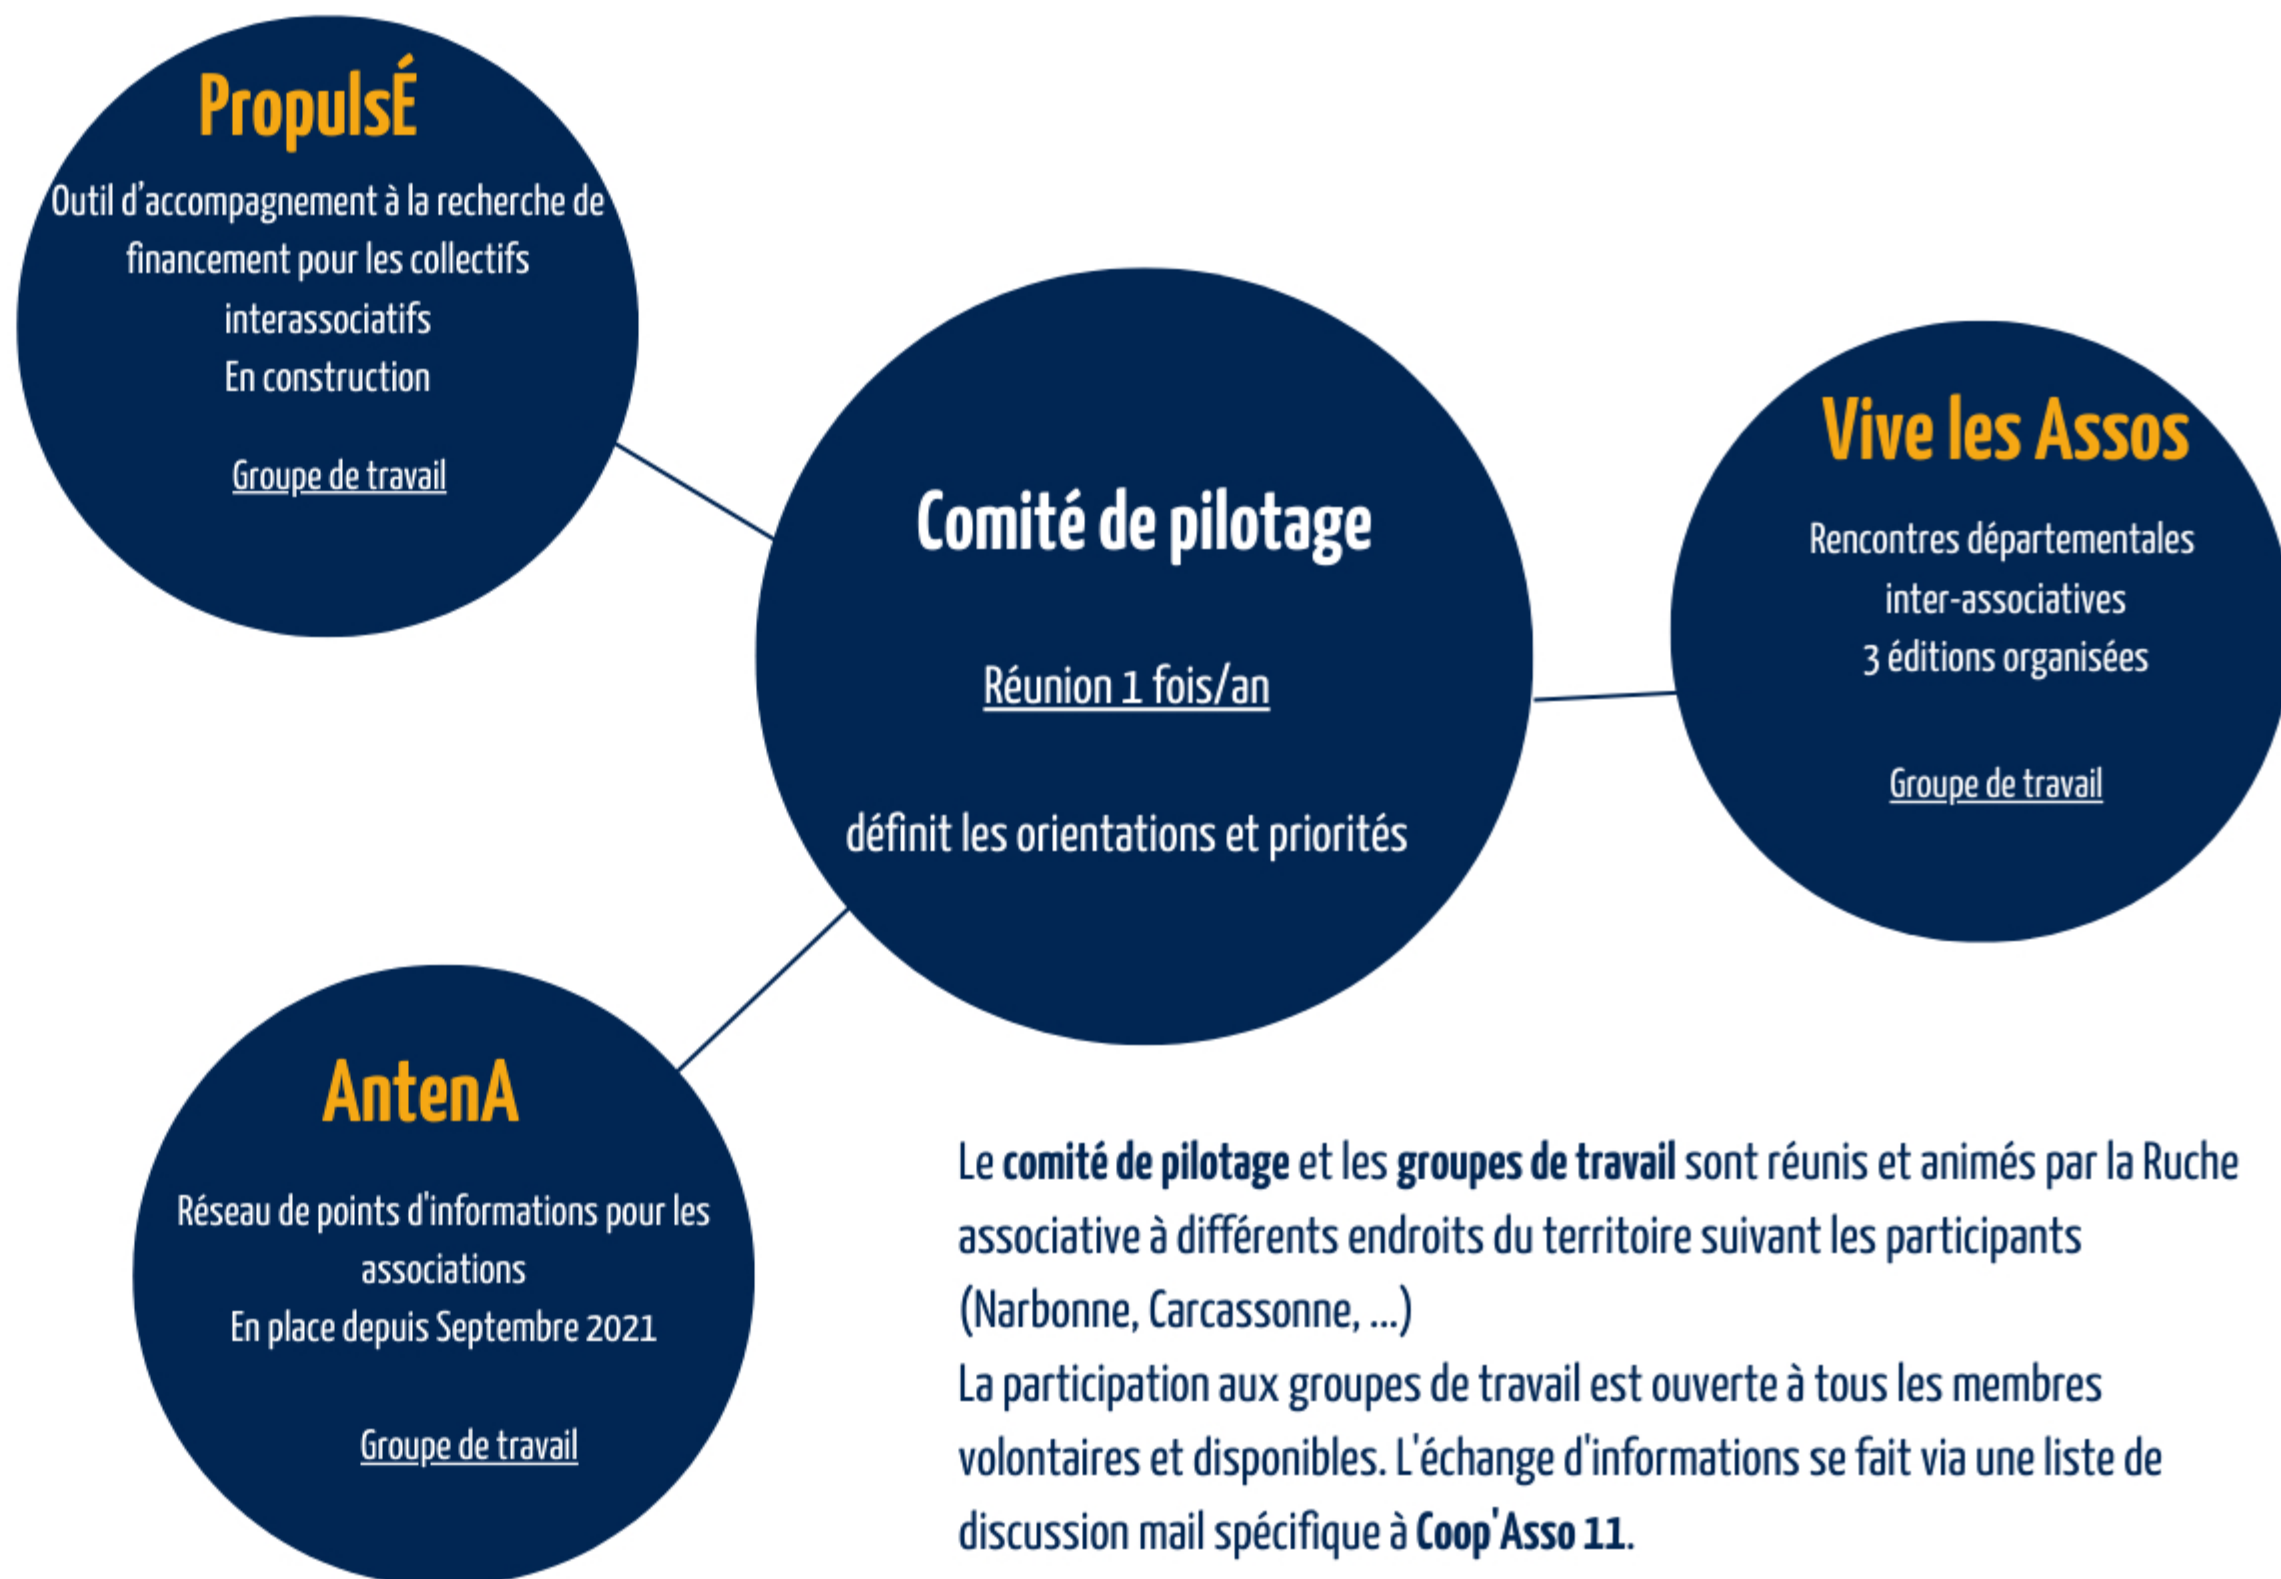 PropulsÉ
Outil d'accompagnement à la recherche de
financement pour les collectifs
interassociatifs
En construction
Groupe de travail
Comité de pilotage
Réunion 1 fois/an
définit les orientations et priorités
Vive les Assos
Rencontres départementales
inter-associatives
3 éditions organisées
Groupe de travail
AntenA
Réseau de points d'informations pour les
associations
En place depuis Septembre 2021
Groupe de travail
Le comité de pilotage et les groupes de travail sont réunis et animés par la Ruche
associative à différents endroits du territoire suivant les participants
(Narbonne, Carcassonne, ...)
La participation aux groupes de travail est ouverte à tous les membres
volontaires et disponibles. L'échange d'informations se fait via une liste de
discussion mail spécifique à Coop'Asso 11.